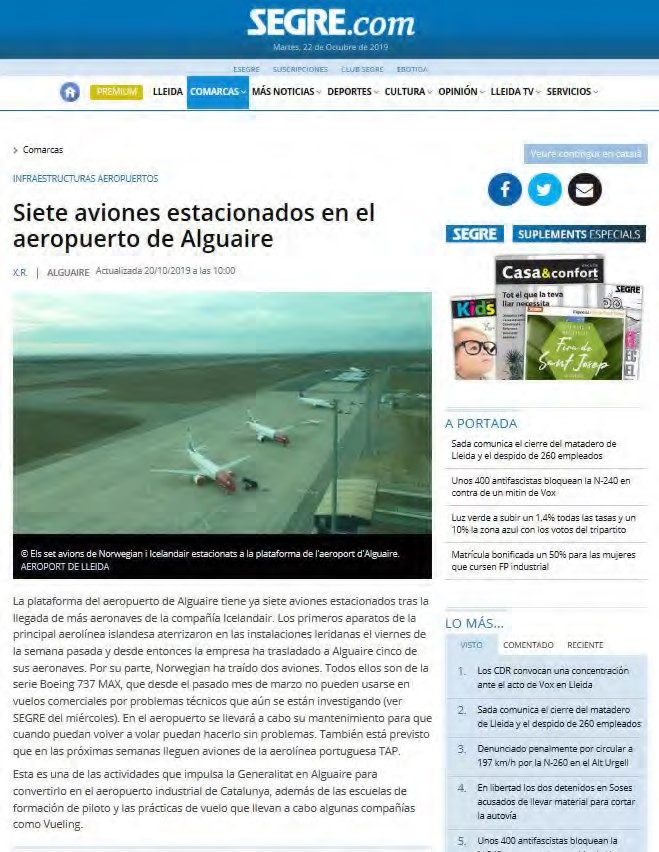 SEGRE.com
Martes, 22 de Octubre de 2019
ESEGRE SUSCRIPCIONES CLUB SEGRE EBOTIGA
PREMIUM LLEIDA COMARCAS MÁS NOTICIAS DEPORTES CULTURA OPINIÓN LLEIDA TV SERVICIOS
> Comarcas
Veure contingut en català
INFRAESTRUCTURAS AEROPUERTOS
Siete aviones estacionados en el
aeropuerto de Alguaire
X.R. | ALGUAIRE Actualizada 20/10/2019 a las 10:00
© Els set avions de Norwegian i Icelandair estacionats a la plataforma de l'aeroport d'Alguaire.
AEROPORT DE LLEIDA
La plataforma del aeropuerto de Alguaire tiene ya siete aviones estacionados tras la
llegada de más aeronaves de la compañía Icelandair. Los primeros aparatos de la
principal aerolínea islandesa aterrizaron en las instalaciones leridanas el viernes de
la semana pasada y desde entonces la empresa ha trasladado a Alguaire cinco de
sus aeronaves. Por su parte, Norwegian ha traído dos aviones. Todos ellos son de la
serie Boeing 737 MAX, que desde el pasado mes de marzo no pueden usarse en
vuelos comerciales por problemas técnicos que aún se están investigando (ver
SEGRE del miércoles). En el aeropuerto se llevará a cabo su mantenimiento para que
cuando puedan volver a volar puedan hacerlo sin problemas. También está previsto
que en las próximas semanas lleguen aviones de la aerolínea portuguesa TAP.
Esta es una de las actividades que impulsa la Generalitat en Alguaire para
convertirlo en el aeropuerto industrial de Catalunya, además de las escuelas de
formación de piloto y las prácticas de vuelo que llevan a cabo algunas compañías
como Vueling.
SEGRE SUPLEMENTS ESPECIALS
Casa&confort
Tot el que la teva
llar necessita
SEGRE
Kids
Fira de
Sant Josep
A PORTADA
Sada comunica el cierre del matadero de
Lleida y el despido de 260 empleados
Unos 400 antifascistas bloquean la N-240 en
contra de un mitin de Vox
Luz verde a subir un 1,4% todas las tasas y un
10% la zona azul con los votos del tripartito
Matrícula bonificada un 50% para las mujeres
que cursen FP industrial
LO MÁS...
VISTO COMENTADO RECIENTE
1. Los CDR convocan una concentración
ante el acto de Vox en Lleida
2. Sada comunica el cierre del matadero
de Lleida y el despido de 260 empleados
3. Denunciado penalmente por circular a
197 km/h por la N-260 en el Alt Urgell
4. En libertad los dos detenidos en Soses
acusados de llevar material para cortar
la autovía
5. Unos 400 antifascistas bloquean la